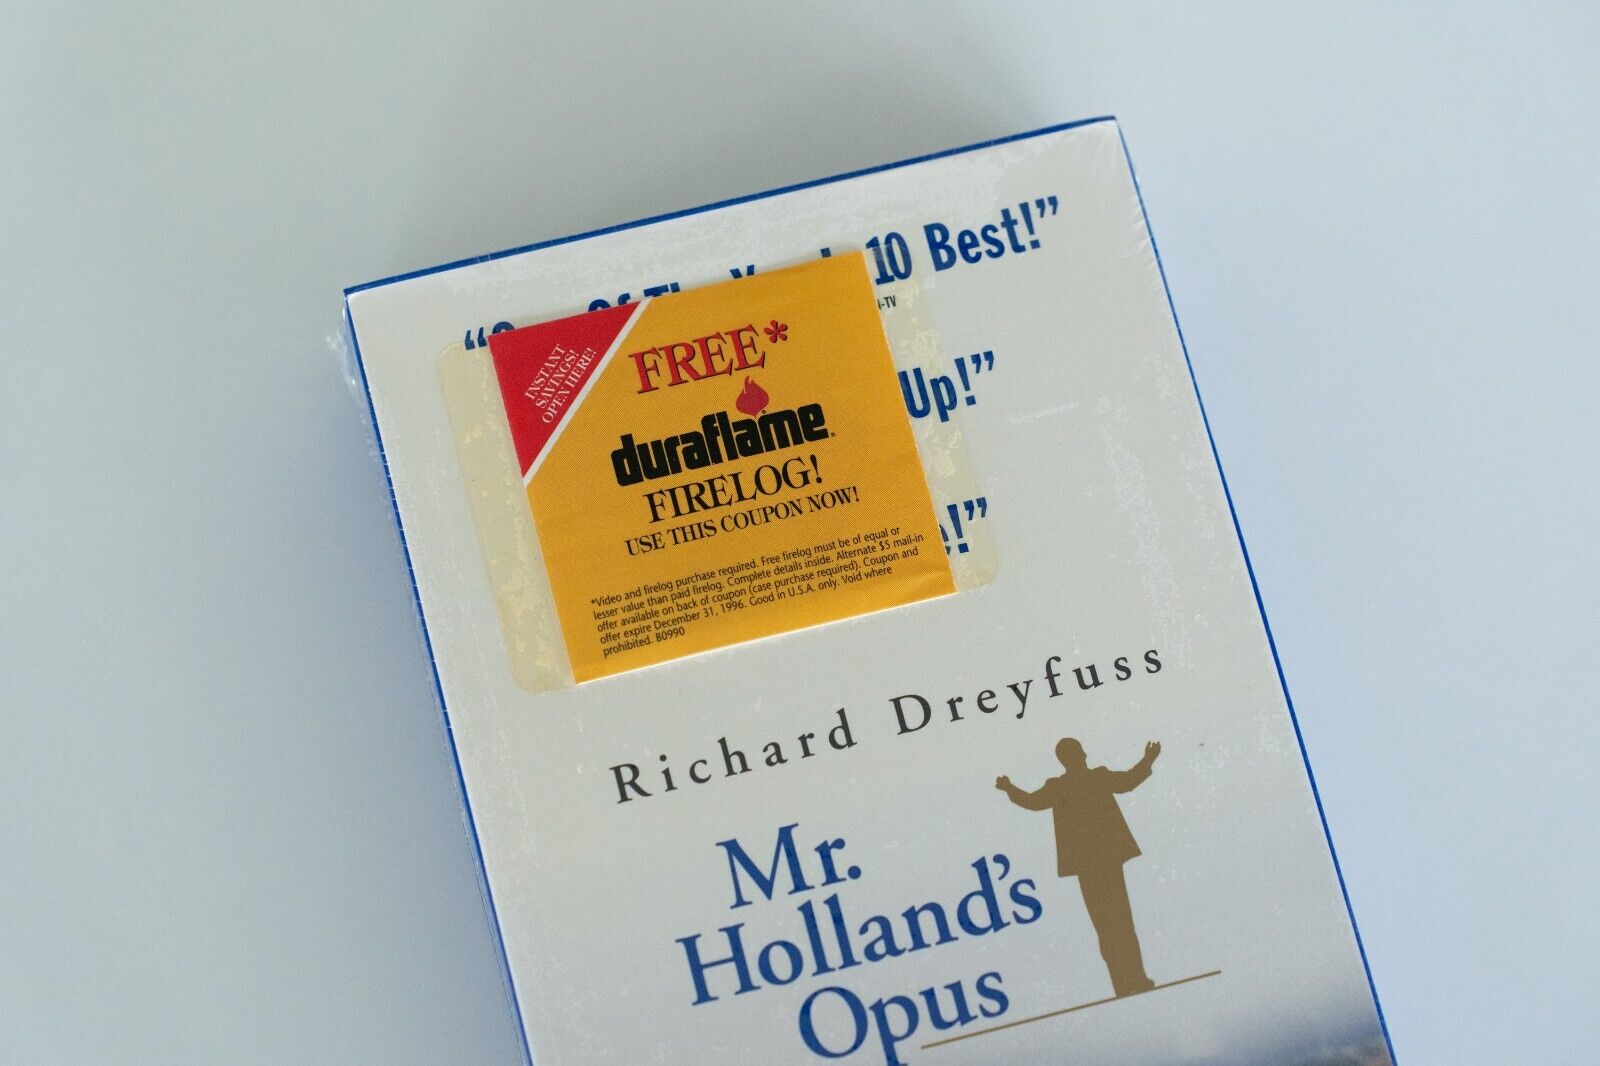 10 Best!”
-TV
Up!”
!”
INSTANT
SAVINGS!
OPEN HERE!
FREE*
duraflame
FIRELOG!
USE THIS COUPON NOW!
*Video and firelog purchase required. Free firelog must be of equal or
lesser value than paid firelog. Complete details inside. Alternate $5 mail-in
offer available on back of coupon (case purchase required). Coupon and
offer expire December 31, 1996. Good in U.S.A. only. Void where
prohibited. B0990
Richard Dreyfuss
Mr.
Holland's
Opus